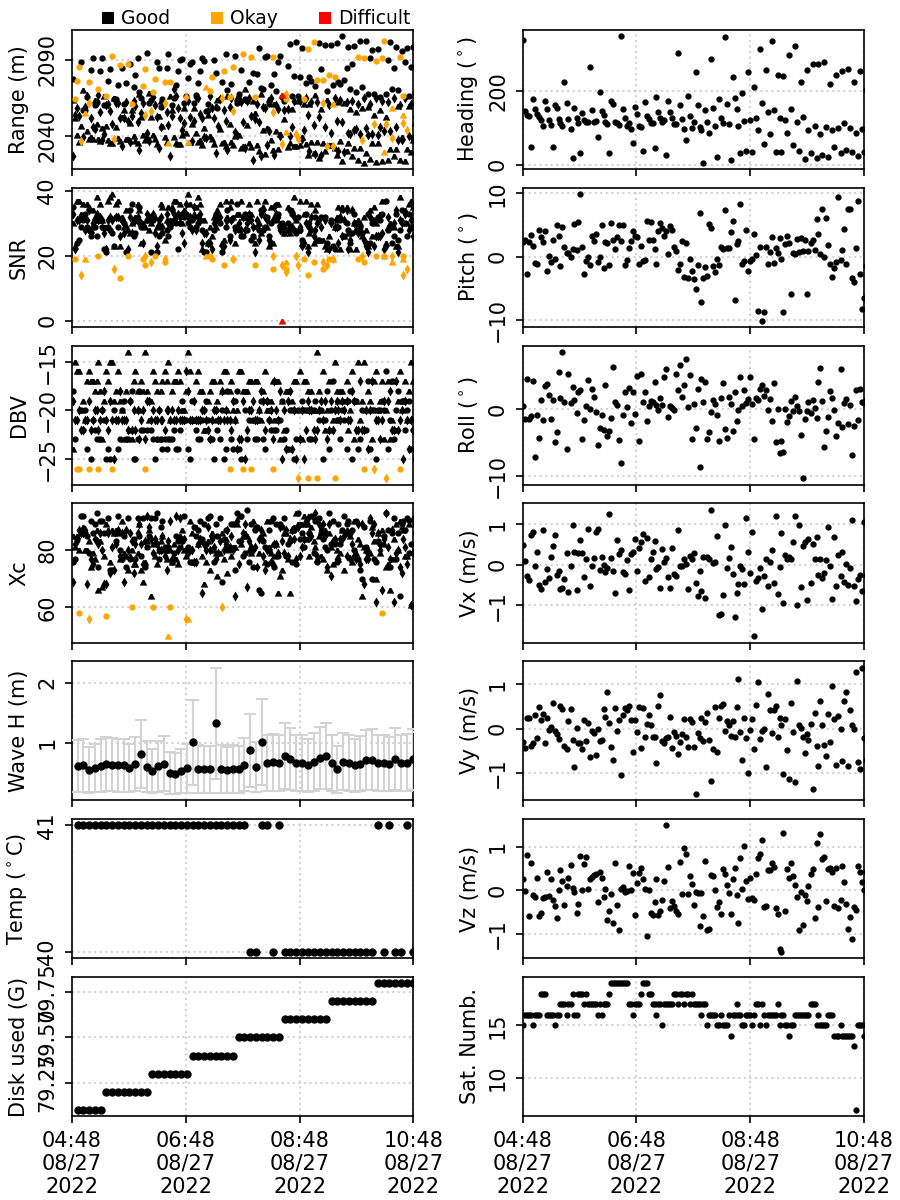 Good Okay Difficult
Range (m) 2090 2040
Heading (°) 200 0
SNR 40 20 0
Pitch (°) 10 0 −10
DBV −15 −20 −25
Roll (°) 0 −10
Xc 80 60
Vx (m/s) 1 0 −1
Wave H (m) 2 1
Vy (m/s) 1 0 −1
Temp (°C) 41 40
Vz (m/s) 1 0 −1
Disk used (G) 79.75 79.50 79.25
Sat. Numb. 15 10
04:48 06:48 08:48 10:48 04:48 06:48 08:48 10:48
08/27 08/27 08/27 08/27 08/27 08/27 08/27 08/27
2022 2022 2022 2022 2022 2022 2022 2022